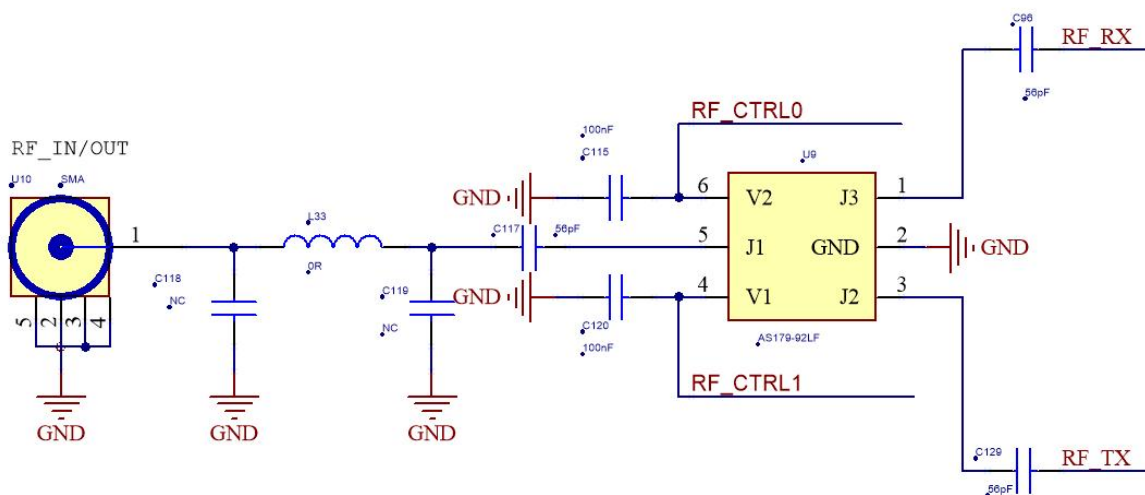 C96
RF_RX
56pF
RF_CTRL0
100nF
C115
U9
RF_IN/OUT
U10 SMA
GND
6 V2 J3 1
L33
C117 56pF
1
5 J1 GND 2 GND
0R
C118
NC
C119
NC
GND
4 V1 J2 3
5 2 3 4
C120
100nF
AS179-92LF
RF_CTRL1
GND
GND
GND
C129
RF_TX
56pF